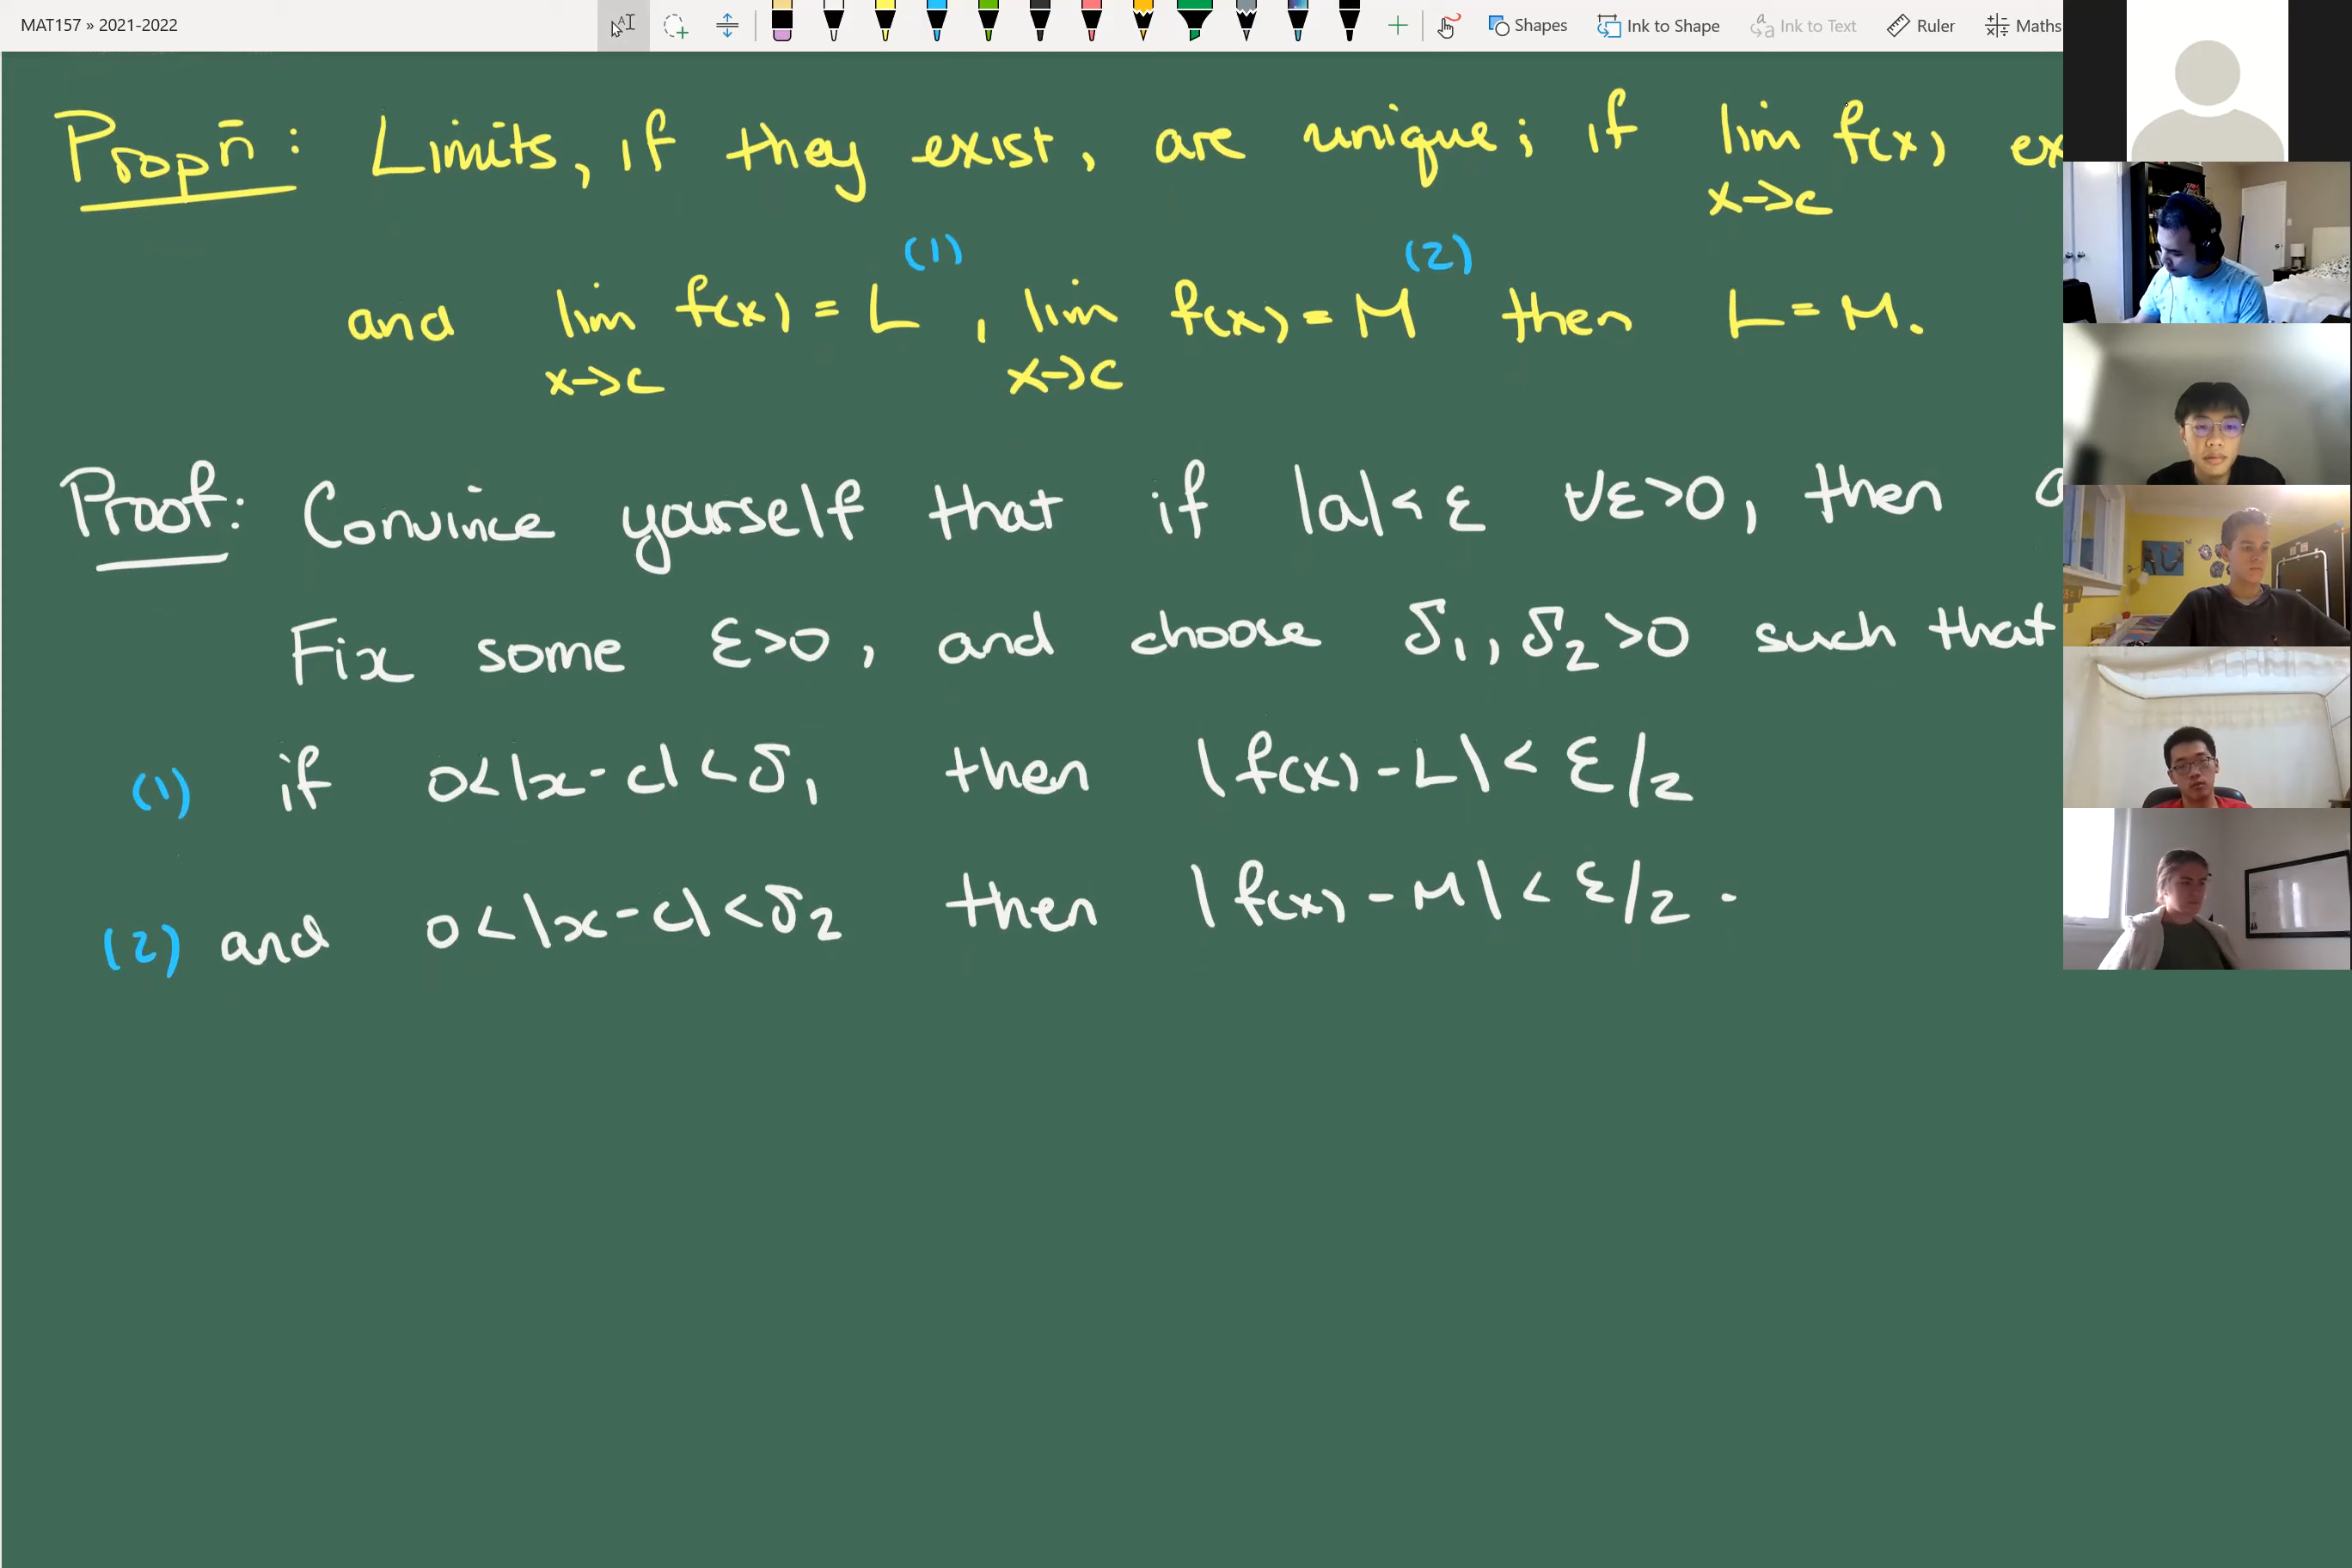 MAT157 » 2021-2022
Shapes Ink to Shape Ink to Text Ruler Maths
Propn̄: Limits, if they exist, are unique; if lim f(x) ex
x→c
(1) (2)
and lim f(x) = L, lim f(x) = M then L = M.
x→c x→c
Proof: Convince yourself that if |a| < ε ∀ε>0, then
Fix some ε>0, and choose δ₁, δ₂ >0 such that
(1) if 0<|x-c|<δ₁ then |f(x)-L| < ε/2
(2) and 0<|x-c|<δ₂ then |f(x)-M| < ε/2.